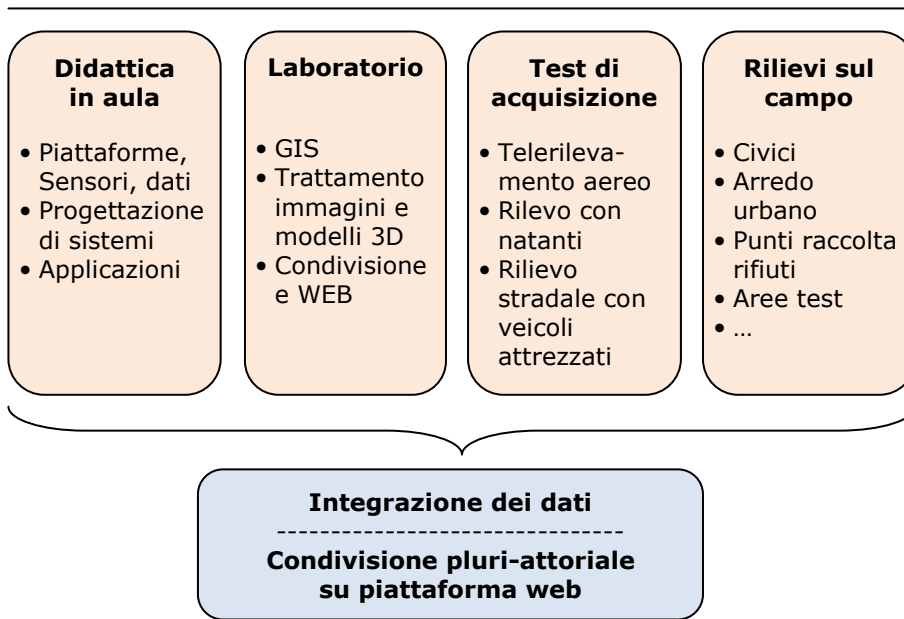 Didattica
in aula
• Piattaforme,
Sensori, dati
• Progettazione
di sistemi
• Applicazioni
Laboratorio
• GIS
• Trattamento
immagini e
modelli 3D
• Condivisione
e WEB
Test di
acquisizione
• Telerileva-
mento aereo
• Rilevo con
natanti
• Rilievo
stradale con
veicoli
attrezzati
Rilievi sul
campo
• Civici
• Arredo
urbano
• Punti raccolta
rifiuti
• Aree test
• …
Integrazione dei dati
-----------------------------
Condivisione pluri-attoriale
su piattaforma web